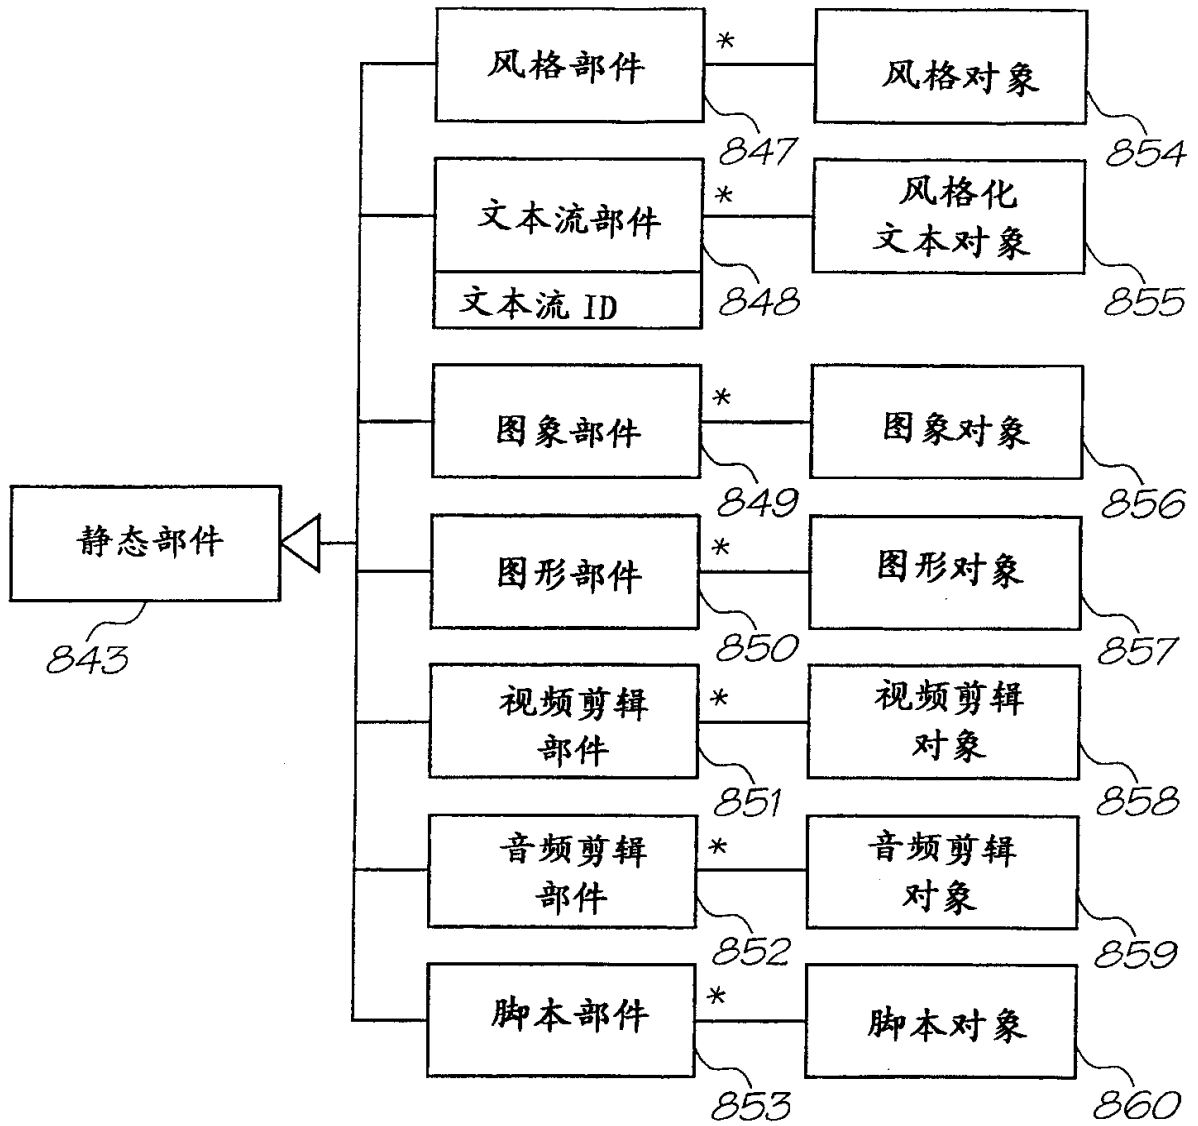 风格部件
*
风格对象
847
854
文本流部件
*
风格化
文本对象
848
855
文本流 ID
图象部件
*
图象对象
849
856
静态部件
843
图形部件
*
图形对象
850
857
视频剪辑
部件
*
视频剪辑
对象
851
858
音频剪辑
部件
*
音频剪辑
对象
852
859
脚本部件
*
脚本对象
853
860